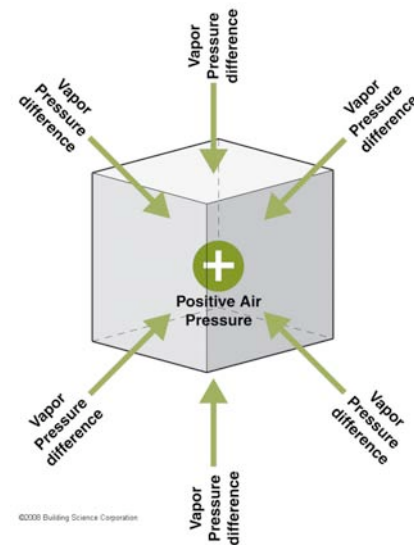 Vapor
Pressure
difference
Vapor
Pressure
difference
Vapor
Pressure
difference
Positive Air
Pressure
Vapor
Pressure
difference
Vapor
Pressure
difference
Vapor
Pressure
difference
©2008 Building Science Corporation